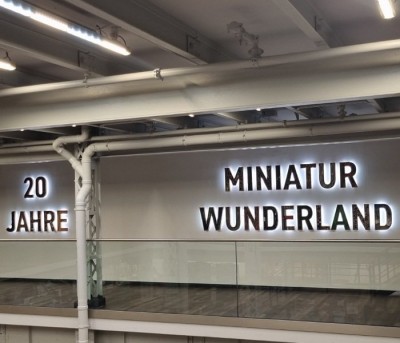 20
JAHRE
MINIATUR
WUNDERLAND